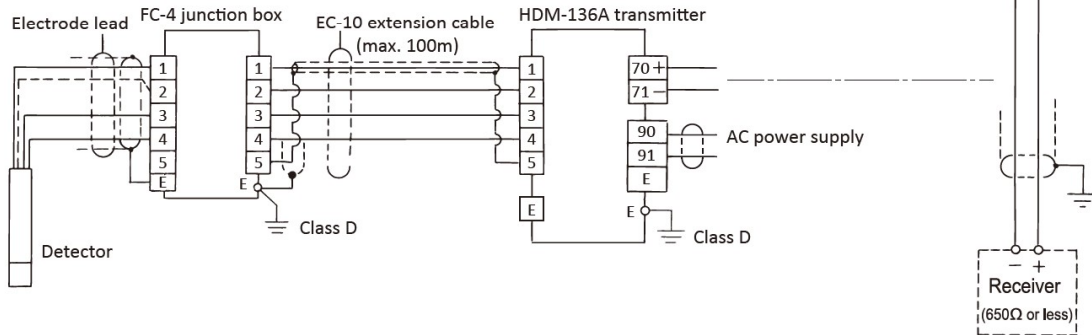 Electrode lead
FC-4 junction box
EC-10 extension cable
(max. 100m)
HDM-136A transmitter
1
2
3
4
5
E
1
2
3
4
5
E
Class D
Detector
1
2
3
4
5
E
70 +
71 −
90
91
E
E
AC power supply
Class D
− +
Receiver
(650Ω or less)